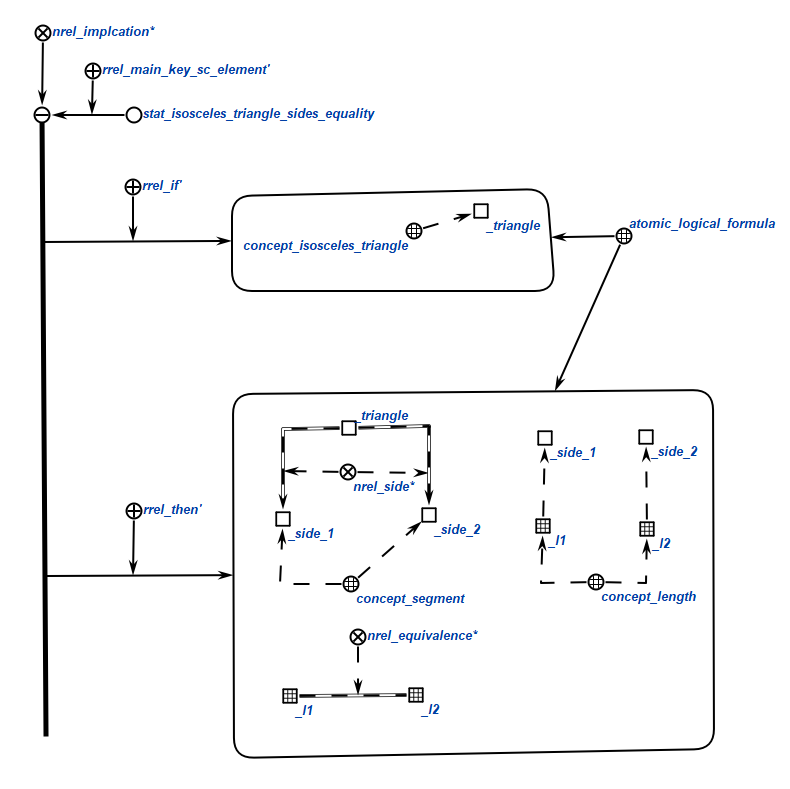 nrel_implcation*
rrel_main_key_sc_element'
stat_isosceles_triangle_sides_equality
rrel_if'
_triangle
concept_isosceles_triangle
atomic_logical_formula
_triangle
nrel_side*
_side_1
_side_2
concept_segment
_side_1
_side_2
_l1
_l2
concept_length
rrel_then'
nrel_equivalence*
_l1
_l2